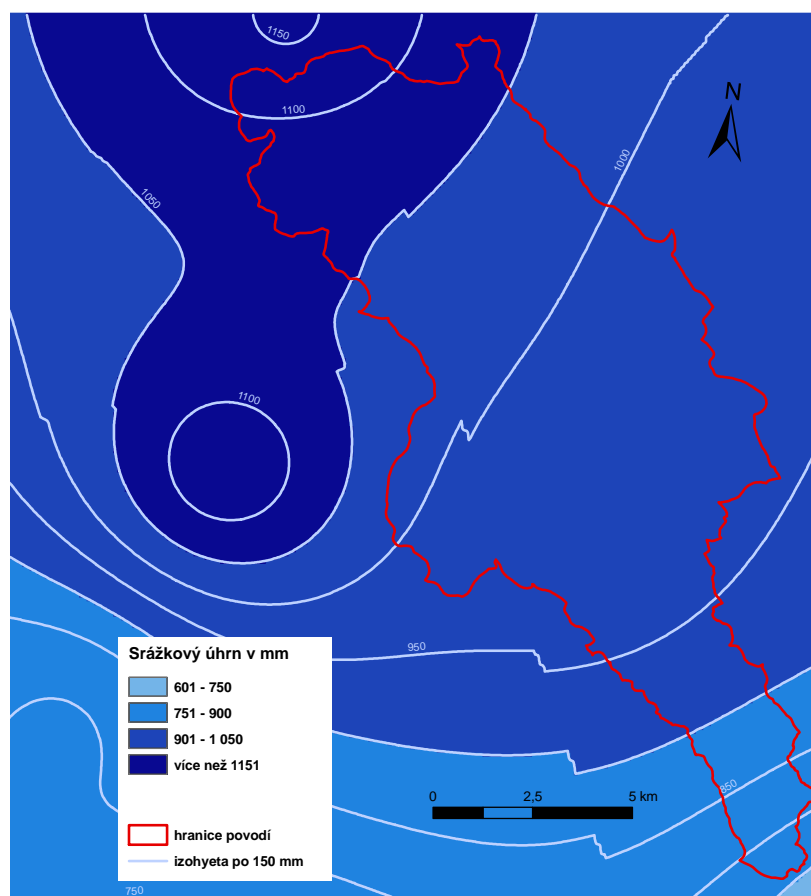 1150
N
1100
1000
1050
1100
950
Srážkový úhrn v mm
601 - 750
751 - 900
901 - 1 050
více než 1151
hranice povodí
izohyeta po 150 mm
0
2,5
5 km
850
750